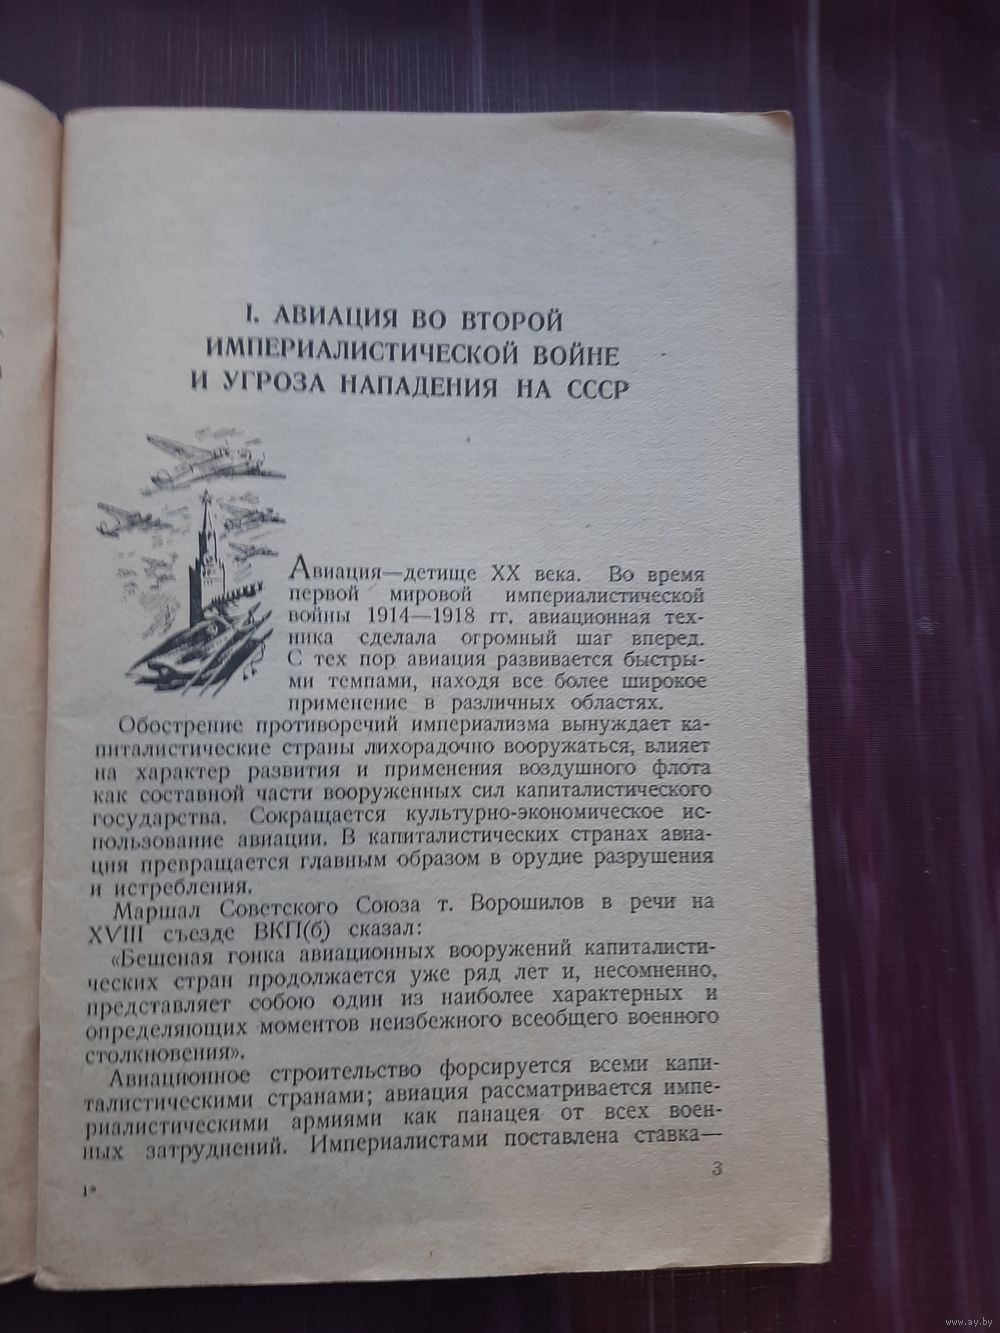 I. АВИАЦИЯ ВО ВТОРОЙ
ИМПЕРИАЛИСТИЧЕСКОЙ ВОЙНЕ
И УГРОЗА НАПАДЕНИЯ НА СССР
Авиация—детище XX века. Во время
первой мировой империалистической
войны 1914—1918 гг. авиационная тех-
ника сделала огромный шаг вперед.
С тех пор авиация развивается быстры-
ми темпами, находя все более широкое
применение в различных областях.
Обострение противоречий империализма вынуждает ка-
питалистические страны лихорадочно вооружаться, влияет
на характер развития и применения воздушного флота
как составной части вооруженных сил капиталистического
государства. Сокращается культурно-экономическое ис-
пользование авиации. В капиталистических странах авиа-
ция превращается главным образом в орудие разрушения
и истребления.
Маршал Советского Союза т. Ворошилов в речи на
XVIII съезде ВКП(б) сказал:
«Бешеная гонка авиационных вооружений капиталисти-
ческих стран продолжается уже ряд лет и, несомненно,
представляет собою один из наиболее характерных и
определяющих моментов неизбежного всеобщего военного
столкновения».
Авиационное строительство форсируется всеми капи-
талистическими странами; авиация рассматривается импе-
риалистическими армиями как панацея от всех воен-
ных затруднений. Империалистами поставлена ставка—
3
1*
www.ay.by